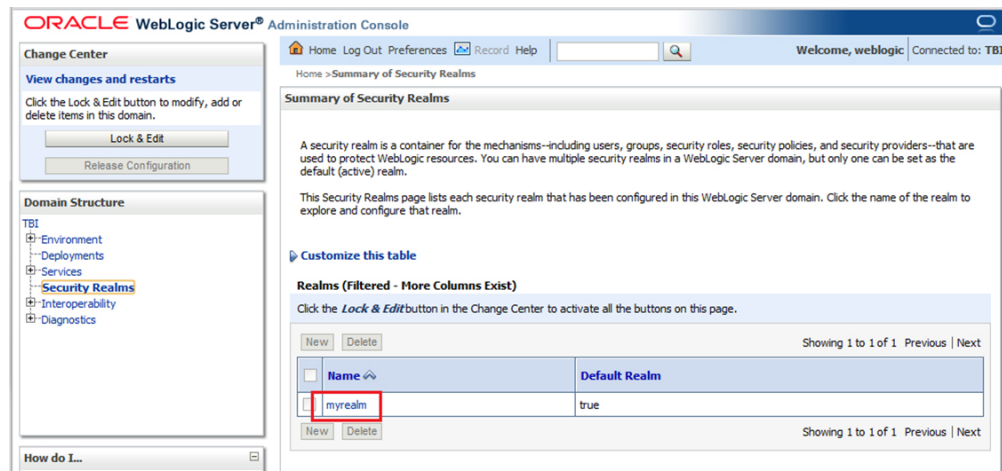 ORACLE WebLogic Server® Administration Console
Change Center
View changes and restarts
Click the Lock & Edit button to modify, add or
delete items in this domain.
Lock & Edit
Release Configuration
Domain Structure
TBI
Environment
Deployments
Services
Security Realms
Interoperability
Diagnostics
How do I...
Home Log Out Preferences Record Help
Welcome, weblogic Connected to: TBI
Home >Summary of Security Realms
Summary of Security Realms
A security realm is a container for the mechanisms--including users, groups, security roles, security policies, and security providers--that are
used to protect WebLogic resources. You can have multiple security realms in a WebLogic Server domain, but only one can be set as the
default (active) realm.
This Security Realms page lists each security realm that has been configured in this WebLogic Server domain. Click the name of the realm to
explore and configure that realm.
Customize this table
Realms (Filtered - More Columns Exist)
Click the Lock & Edit button in the Change Center to activate all the buttons on this page.
New Delete Showing 1 to 1 of 1 Previous | Next
Name Default Realm
myrealm true
New Delete Showing 1 to 1 of 1 Previous | Next